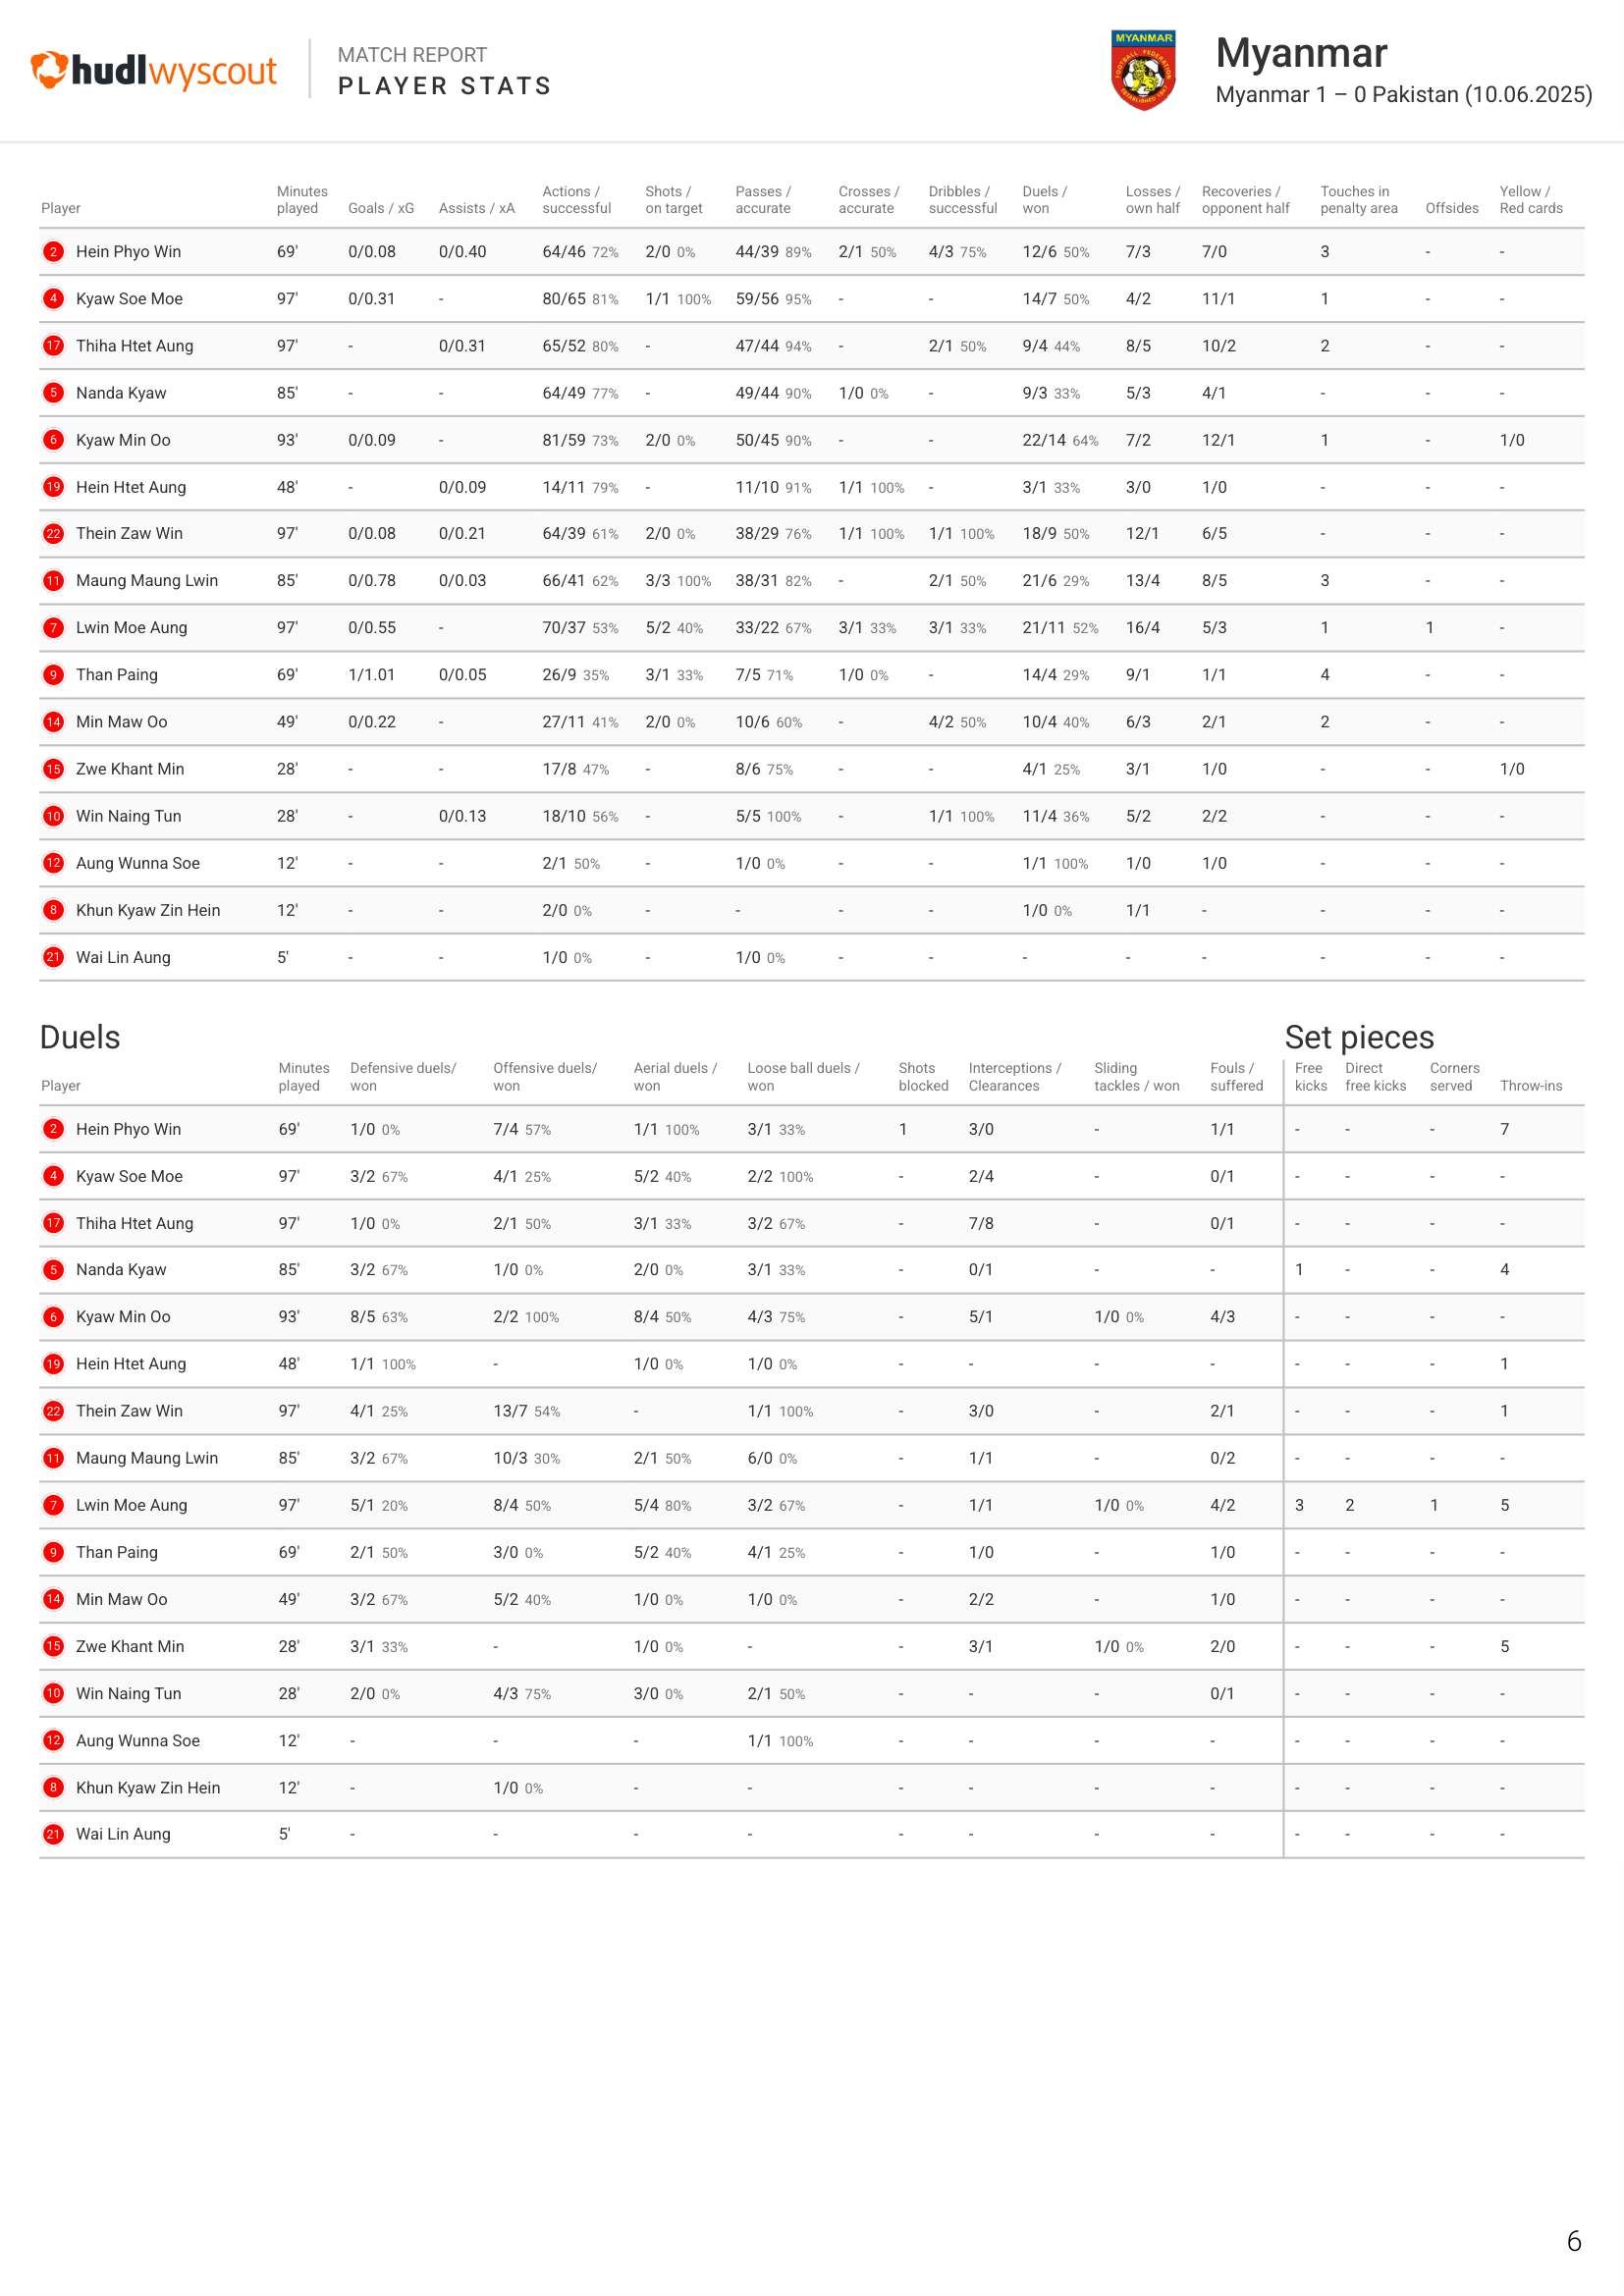 hudl wyscout
MATCH REPORT
PLAYER STATS
MYANMAR
FOOTBALL FEDERATION
ESTABLISHED 1947
Myanmar
Myanmar 1 – 0 Pakistan (10.06.2025)
Player Minutes played Goals / xG Assists / xA Actions / successful Shots / on target Passes / accurate Crosses / accurate Dribbles / successful Duels / won Losses / own half Recoveries / opponent half Touches in penalty area Offsides Yellow / Red cards
2 Hein Phyo Win 69' 0/0.08 0/0.40 64/46 72% 2/0 0% 44/39 89% 2/1 50% 4/3 75% 12/6 50% 7/3 7/0 3 - -
4 Kyaw Soe Moe 97' 0/0.31 - 80/65 81% 1/1 100% 59/56 95% - - 14/7 50% 4/2 11/1 1 - -
17 Thiha Htet Aung 97' - 0/0.31 65/52 80% - 47/44 94% - 2/1 50% 9/4 44% 8/5 10/2 2 - -
5 Nanda Kyaw 85' - - 64/49 77% - 49/44 90% 1/0 0% - 9/3 33% 5/3 4/1 - - -
6 Kyaw Min Oo 93' 0/0.09 - 81/59 73% 2/0 0% 50/45 90% - - 22/14 64% 7/2 12/1 1 - 1/0
19 Hein Htet Aung 48' - 0/0.09 14/11 79% - 11/10 91% 1/1 100% - 3/1 33% 3/0 1/0 - - -
22 Thein Zaw Win 97' 0/0.08 0/0.21 64/39 61% 2/0 0% 38/29 76% 1/1 100% 1/1 100% 18/9 50% 12/1 6/5 - - -
11 Maung Maung Lwin 85' 0/0.78 0/0.03 66/41 62% 3/3 100% 38/31 82% - 2/1 50% 21/6 29% 13/4 8/5 3 - -
7 Lwin Moe Aung 97' 0/0.55 - 70/37 53% 5/2 40% 33/22 67% 3/1 33% 3/1 33% 21/11 52% 16/4 5/3 1 1 -
9 Than Paing 69' 1/1.01 0/0.05 26/9 35% 3/1 33% 7/5 71% 1/0 0% - 14/4 29% 9/1 1/1 4 - -
14 Min Maw Oo 49' 0/0.22 - 27/11 41% 2/0 0% 10/6 60% - 4/2 50% 10/4 40% 6/3 2/1 2 - -
15 Zwe Khant Min 28' - - 17/8 47% - 8/6 75% - - 4/1 25% 3/1 1/0 - - 1/0
10 Win Naing Tun 28' - 0/0.13 18/10 56% - 5/5 100% - 1/1 100% 11/4 36% 5/2 2/2 - - -
12 Aung Wunna Soe 12' - - 2/1 50% - 1/0 0% - - 1/1 100% 1/0 1/0 - - -
8 Khun Kyaw Zin Hein 12' - - 2/0 0% - - - - 1/0 0% 1/1 - - - -
21 Wai Lin Aung 5' - - 1/0 0% - 1/0 0% - - - - - - - -
Duels Set pieces
Player Minutes played Defensive duels/ won Offensive duels/ won Aerial duels / won Loose ball duels / won Shots blocked Interceptions / Clearances Sliding tackles / won Fouls / suffered Free kicks Direct free kicks Corners served Throw-ins
2 Hein Phyo Win 69' 1/0 0% 7/4 57% 1/1 100% 3/1 33% 1 3/0 - 1/1 - - - 7
4 Kyaw Soe Moe 97' 3/2 67% 4/1 25% 5/2 40% 2/2 100% - 2/4 - 0/1 - - - -
17 Thiha Htet Aung 97' 1/0 0% 2/1 50% 3/1 33% 3/2 67% - 7/8 - 0/1 - - - -
5 Nanda Kyaw 85' 3/2 67% 1/0 0% 2/0 0% 3/1 33% - 0/1 - - 1 - - 4
6 Kyaw Min Oo 93' 8/5 63% 2/2 100% 8/4 50% 4/3 75% - 5/1 1/0 0% 4/3 - - - -
19 Hein Htet Aung 48' 1/1 100% - 1/0 0% 1/0 0% - - - - - - - 1
22 Thein Zaw Win 97' 4/1 25% 13/7 54% - 1/1 100% - 3/0 - 2/1 - - - 1
11 Maung Maung Lwin 85' 3/2 67% 10/3 30% 2/1 50% 6/0 0% - 1/1 - 0/2 - - - -
7 Lwin Moe Aung 97' 5/1 20% 8/4 50% 5/4 80% 3/2 67% - 1/1 1/0 0% 4/2 3 2 1 5
9 Than Paing 69' 2/1 50% 3/0 0% 5/2 40% 4/1 25% - 1/0 - 1/0 - - - -
14 Min Maw Oo 49' 3/2 67% 5/2 40% 1/0 0% 1/0 0% - 2/2 - 1/0 - - - -
15 Zwe Khant Min 28' 3/1 33% - 1/0 0% - - 3/1 1/0 0% 2/0 - - - 5
10 Win Naing Tun 28' 2/0 0% 4/3 75% 3/0 0% 2/1 50% - - - 0/1 - - - -
12 Aung Wunna Soe 12' - - - 1/1 100% - - - - - - - -
8 Khun Kyaw Zin Hein 12' - 1/0 0% - - - - - - - - - -
21 Wai Lin Aung 5' - - - - - - - - - - - -
6